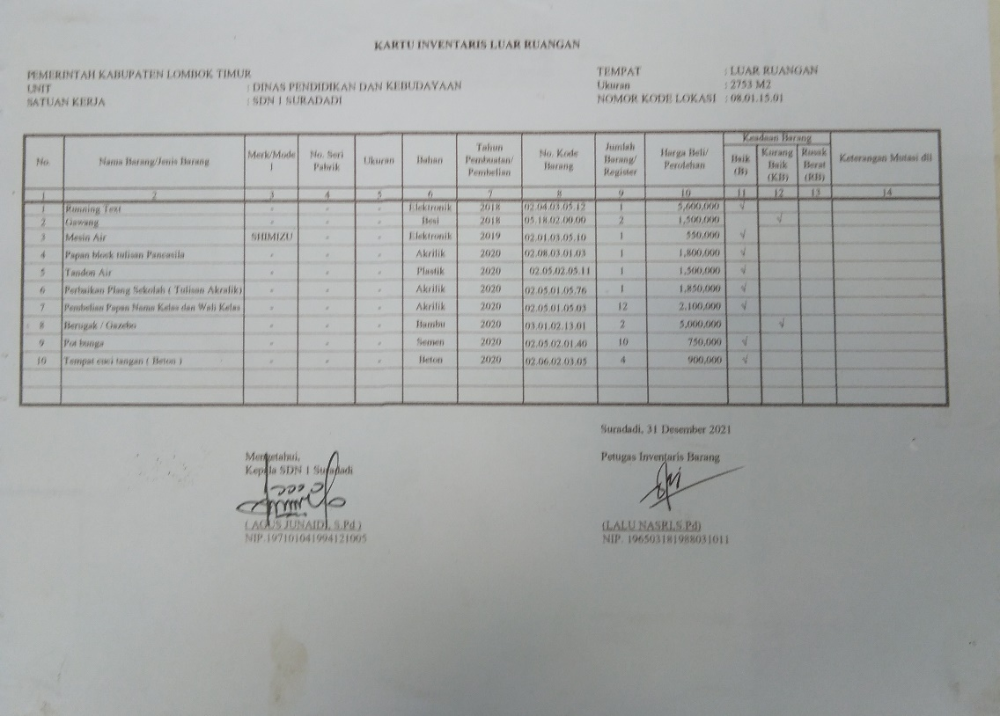 KARTU INVENTARIS LUAR RUANGAN
PEMERINTAH KABUPATEN LOMBOK TIMUR
UNIT : DINAS PENDIDIKAN DAN KEBUDAYAAN
SATUAN KERJA : SDN 1 SURADADI
TEMPAT : LUAR RUANGAN
Ukuran : 2753 M2
NOMOR KODE LOKASI : 08.01.15.01
No. Nama Barang/Jenis Barang Merk/Model No. Seri Pabrik Ukuran Bahan Tahun Pembuatan/Pembelian No. Kode Barang Jumlah Barang/Register Harga Beli/Perolehan Keadaan Barang Baik (B) Kurang Baik (KB) Rusak Berat (RB) Keterangan Mutasi dll
1 2 3 4 5 6 7 8 9 10 11 12 13 14
1 Running Text - - - Elektronik 2018 02.04.03.05.12 1 5,600,000 √
2 Gawang - - - Besi 2018 05.18.02.00.00 2 1,500,000 √
3 Mesin Air SHIMIZU - - Elektronik 2019 02.01.03.05.10 1 550,000 √
4 Papan block tulisan Pancasila - - - Akrilik 2020 02.08.03.01.03 1 1,800,000 √
5 Tandon Air - - - Plastik 2020 02.05.02.05.11 1 1,500,000 √
6 Perbaikan Plang Sekolah ( Tulisan Akralik) - - - Akrilik 2020 02.05.01.05.76 1 1,850,000 √
7 Pembelian Papan Nama Kelas dan Wali Kelas - - - Akrilik 2020 02.05.01.05.03 12 2.100,000 √
8 Berugak / Gazebo - - - Bambu 2020 03.01.02.13.01 2 5,000,000 √
9 Pot bunga - - - Semen 2020 02.05.02.01.40 10 750,000 √
10 Tempat cuci tangan ( Beton ) - - - Beton 2020 02.06.02.03.05 4 900,000 √
Suradadi, 31 Desember 2021
Mengetahui,
Kepala SDN 1 Suradadi
( AGUS JUNAIDI, S.Pd )
NIP.197101041994121005
Petugas Inventaris Barang
(LALU NASRI.S.Pd)
NIP. 196503181988031011